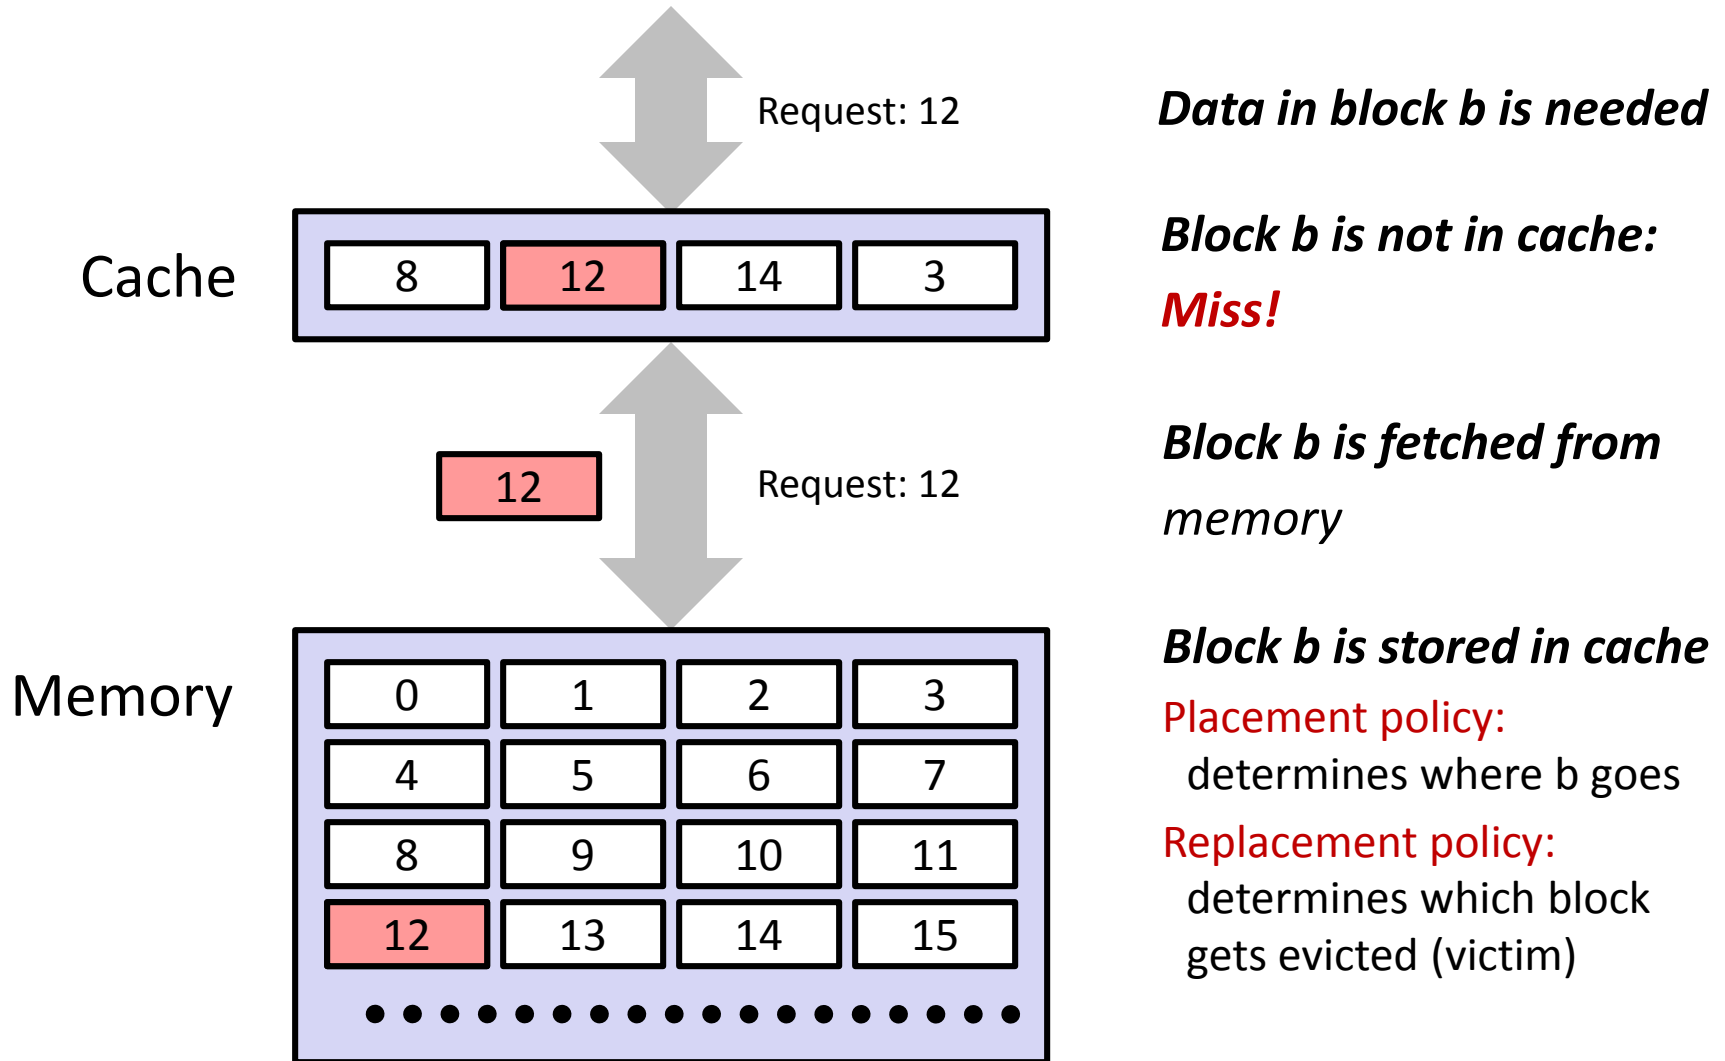 Request: 12
Data in block b is needed
Cache
8 12 14 3
Block b is not in cache:
Miss!
12
Request: 12
Block b is fetched from
memory
Memory
0 1 2 3
4 5 6 7
8 9 10 11
12 13 14 15
Block b is stored in cache
Placement policy:
determines where b goes
Replacement policy:
determines which block
gets evicted (victim)